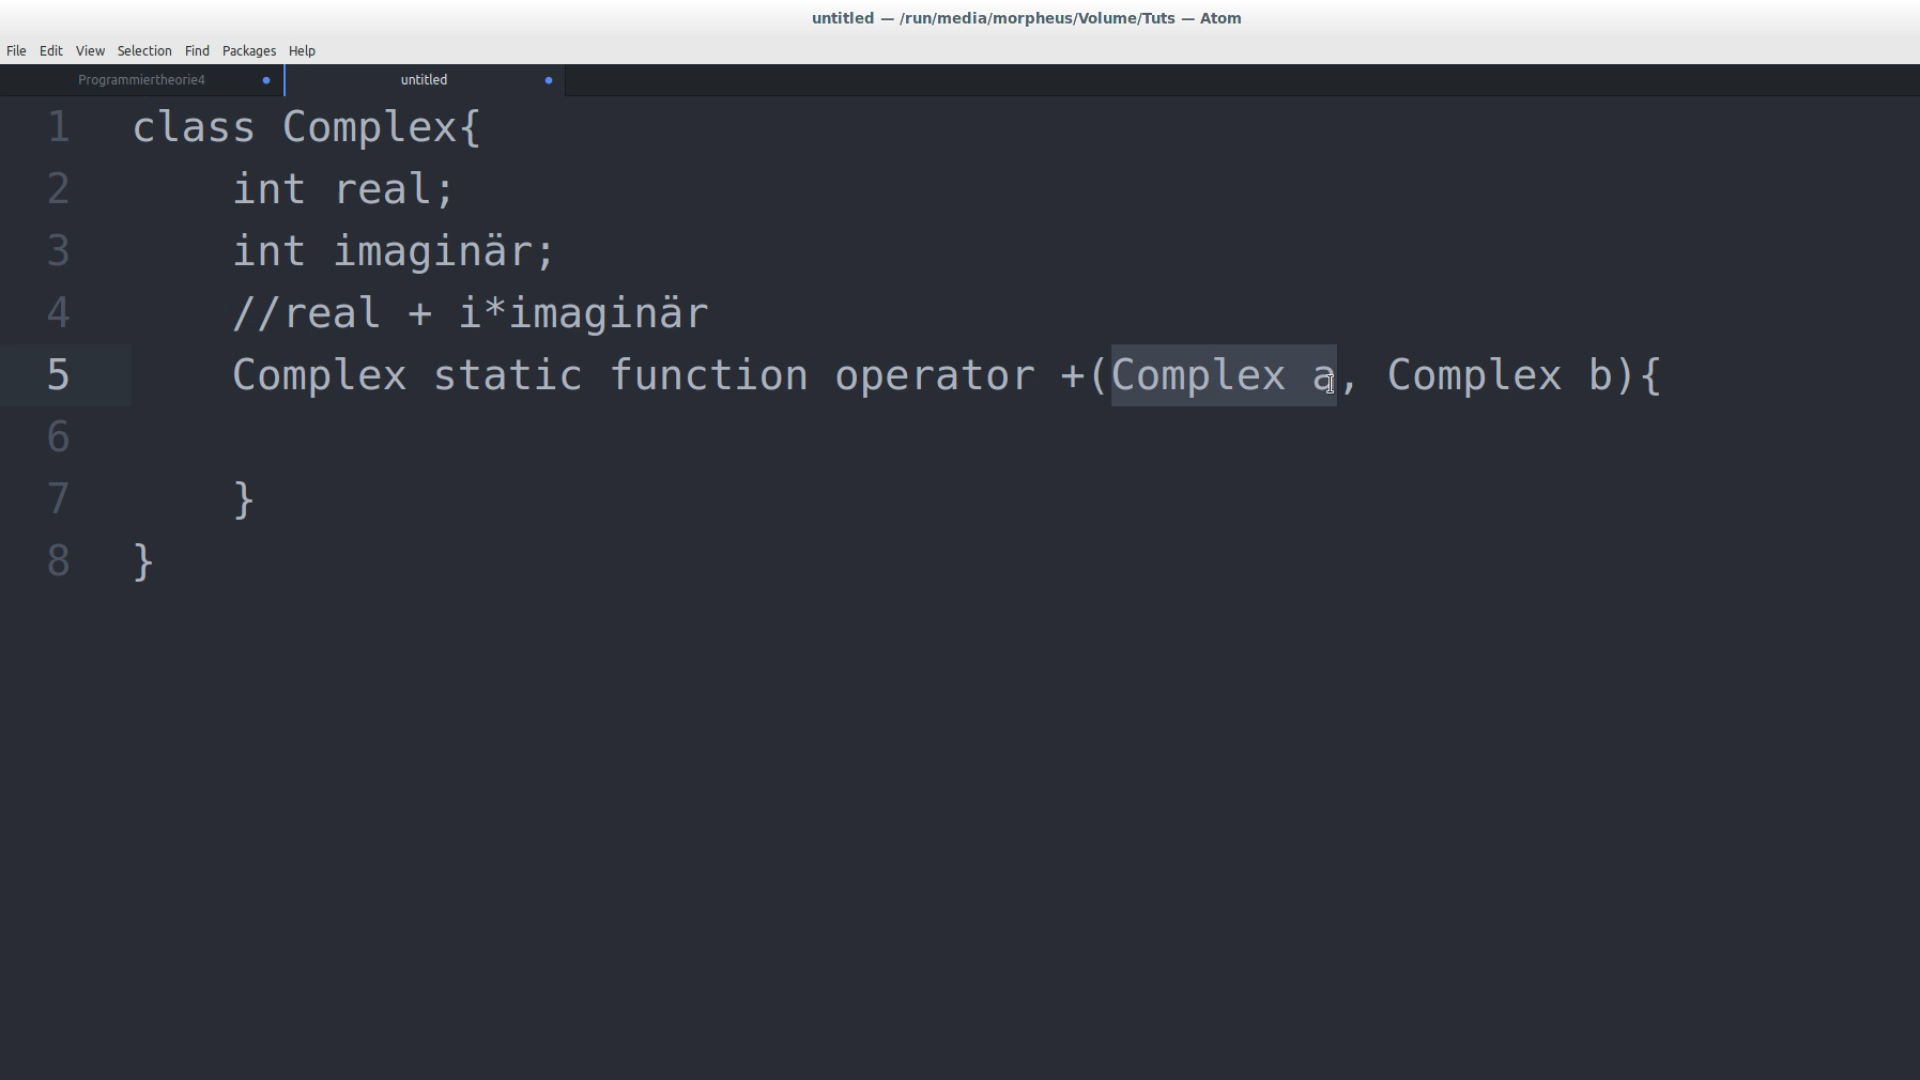 untitled — /run/media/morpheus/Volume/Tuts — Atom
File Edit View Selection Find Packages Help
Programmiertheorie4 untitled
1 class Complex{
2 int real;
3 int imaginär;
4 //real + i*imaginär
5 Complex static function operator +(Complex a, Complex b){
6
7 }
8 }